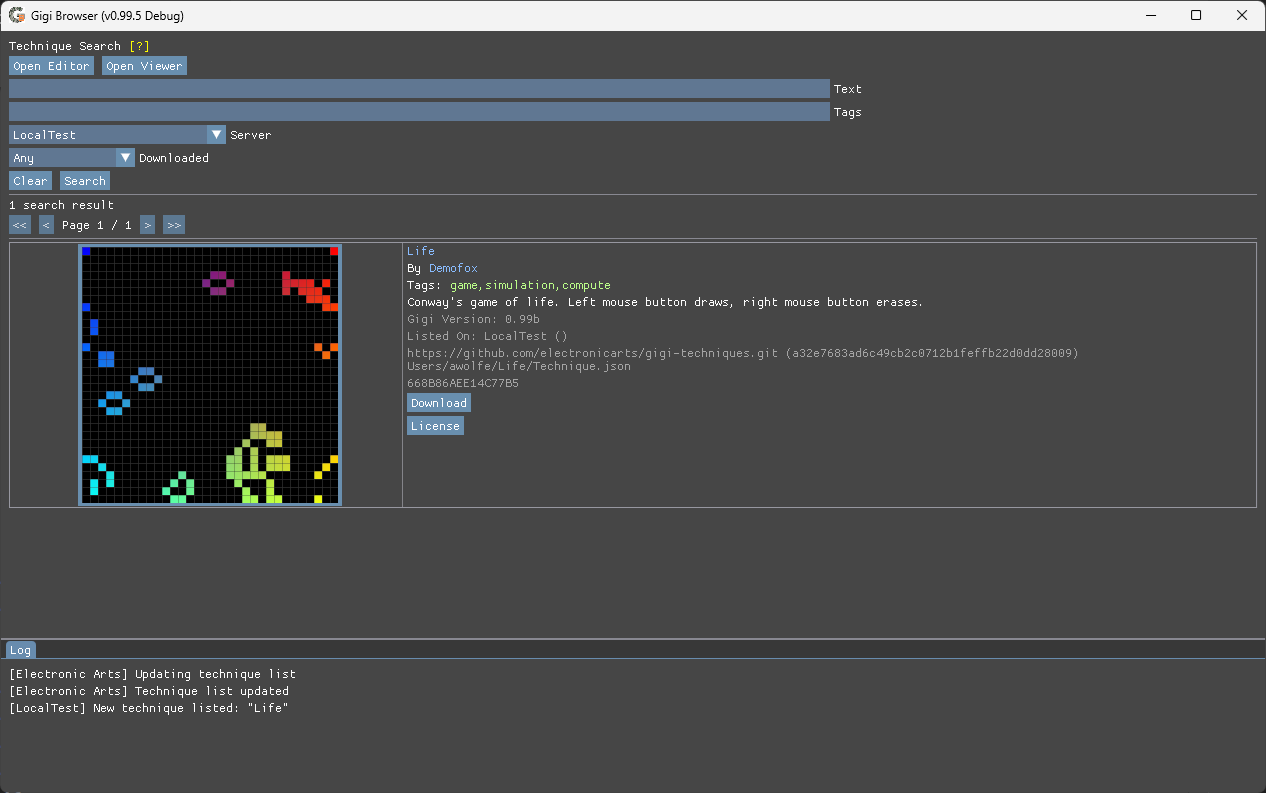 Gigi Browser (v0.99.5 Debug)
Technique Search [?]
Open Editor Open Viewer
Text
Tags
LocalTest Server
Any Downloaded
Clear Search
1 search result
<< < Page 1 / 1 > >>
Life
By Demofox
Tags: game,simulation,compute
Conway's game of life. Left mouse button draws, right mouse button erases.
Gigi Version: 0.99b
Listed On: LocalTest ()
https://github.com/electronicarts/gigi-techniques.git (a32e7683ad6c49cb2c0712b1feffb22d0dd28009)
Users/awolfe/Life/Technique.json
668B86AEE14C77B5
Download
License
Log
[Electronic Arts] Updating technique list
[Electronic Arts] Technique list updated
[LocalTest] New technique listed: "Life"